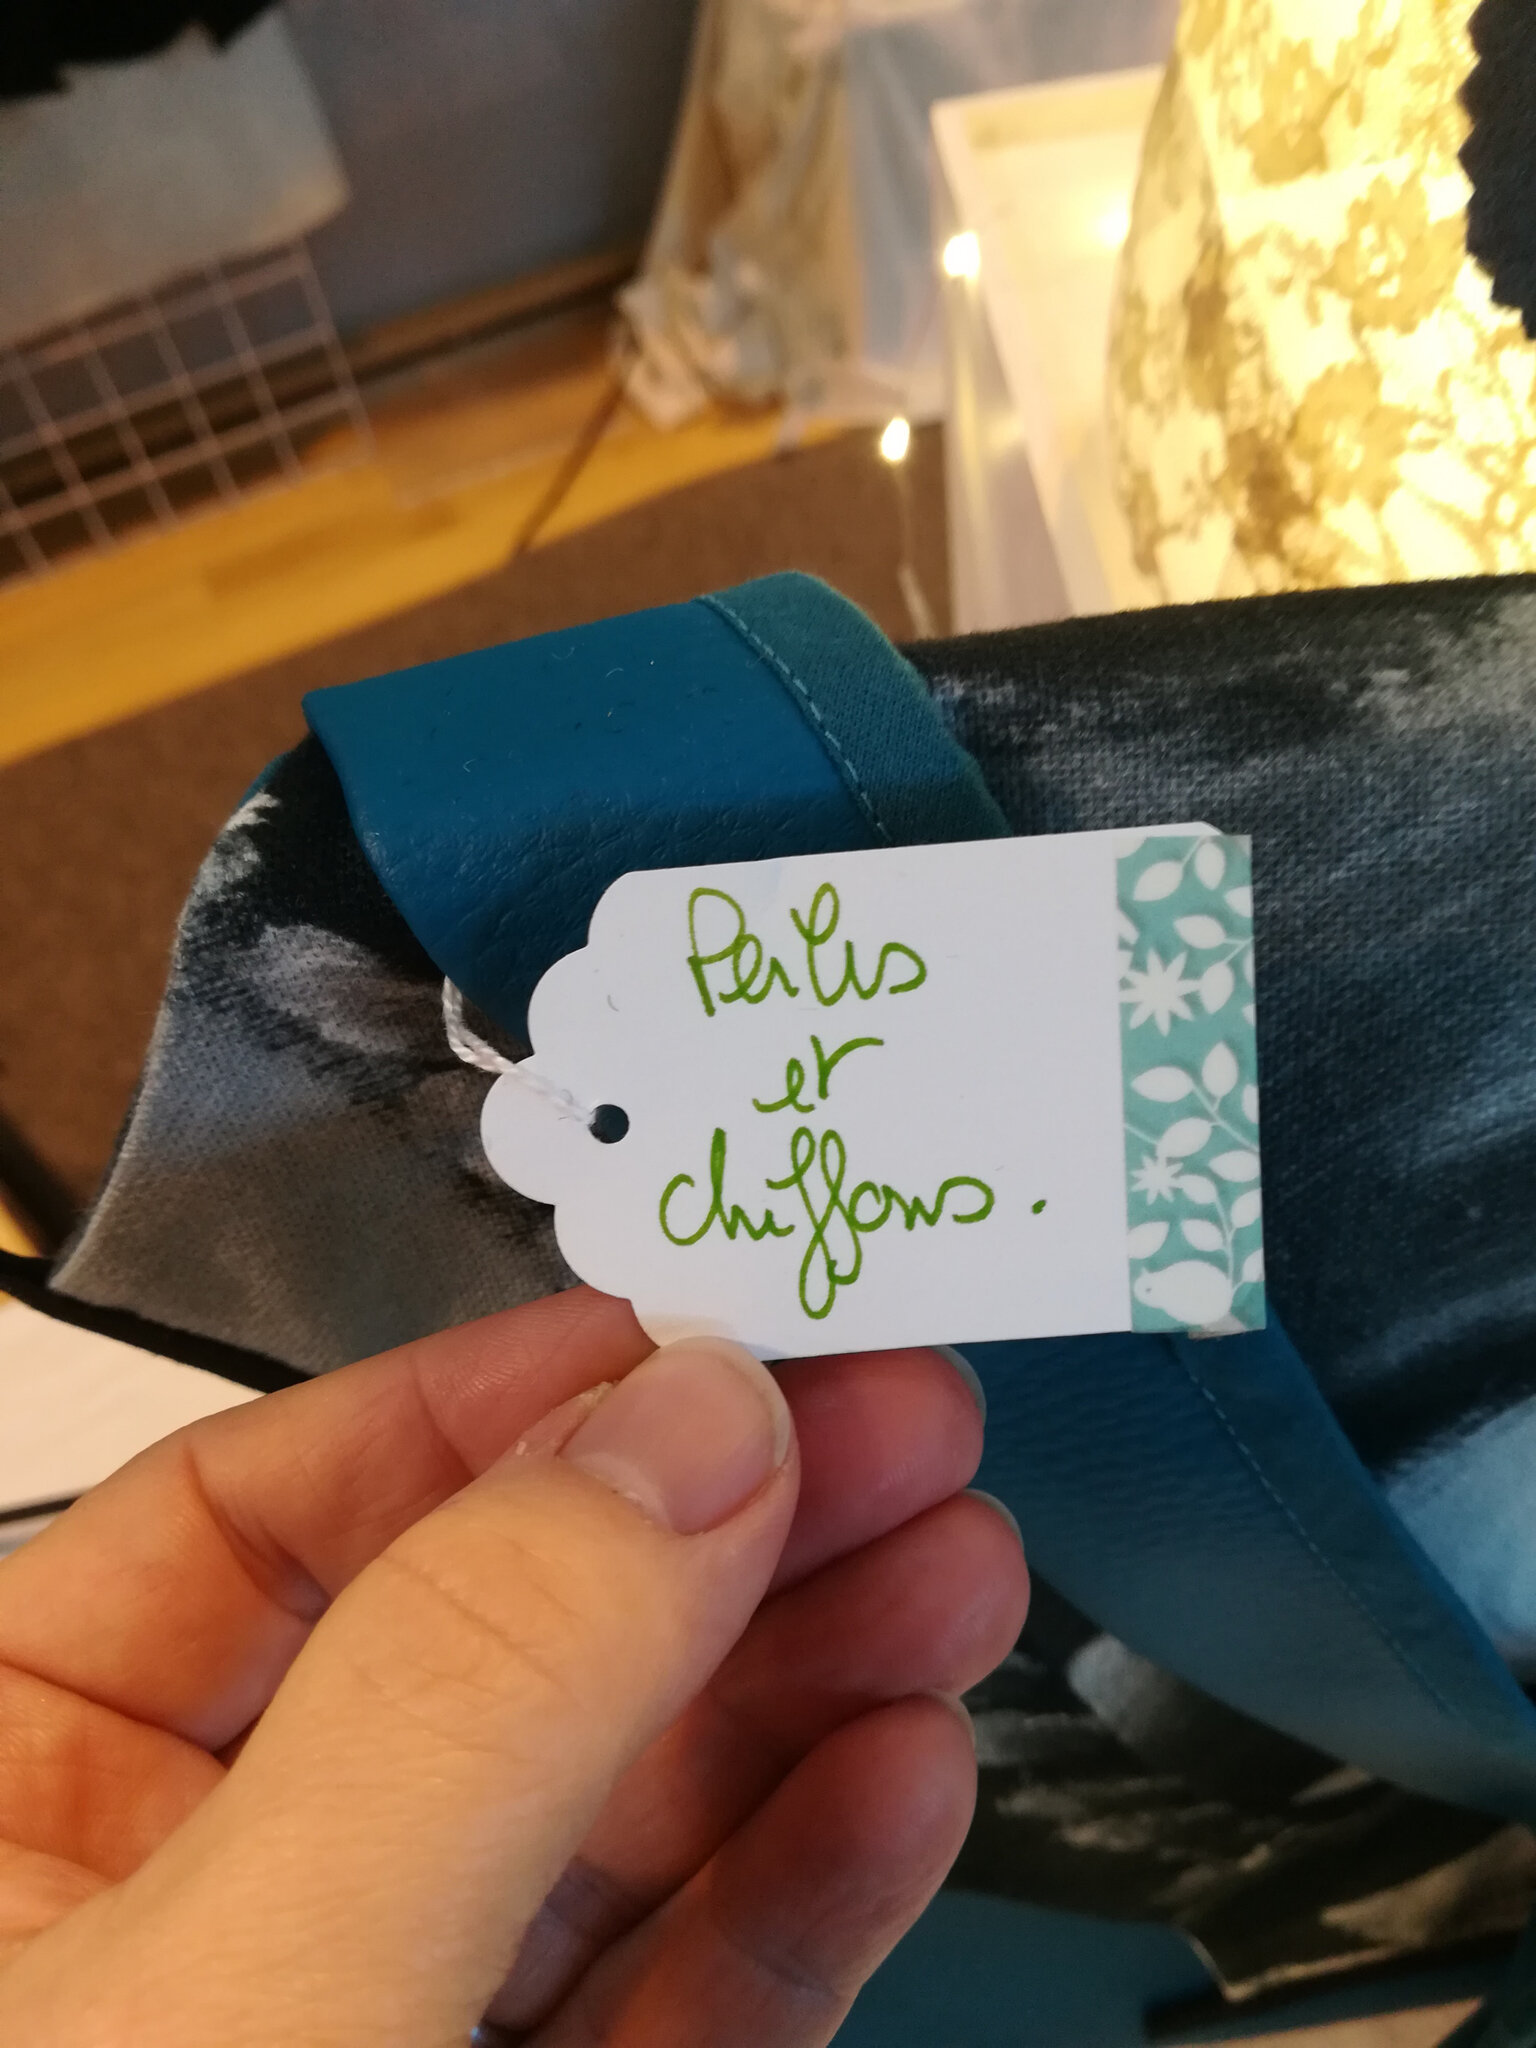 Perles
et
chiffons.